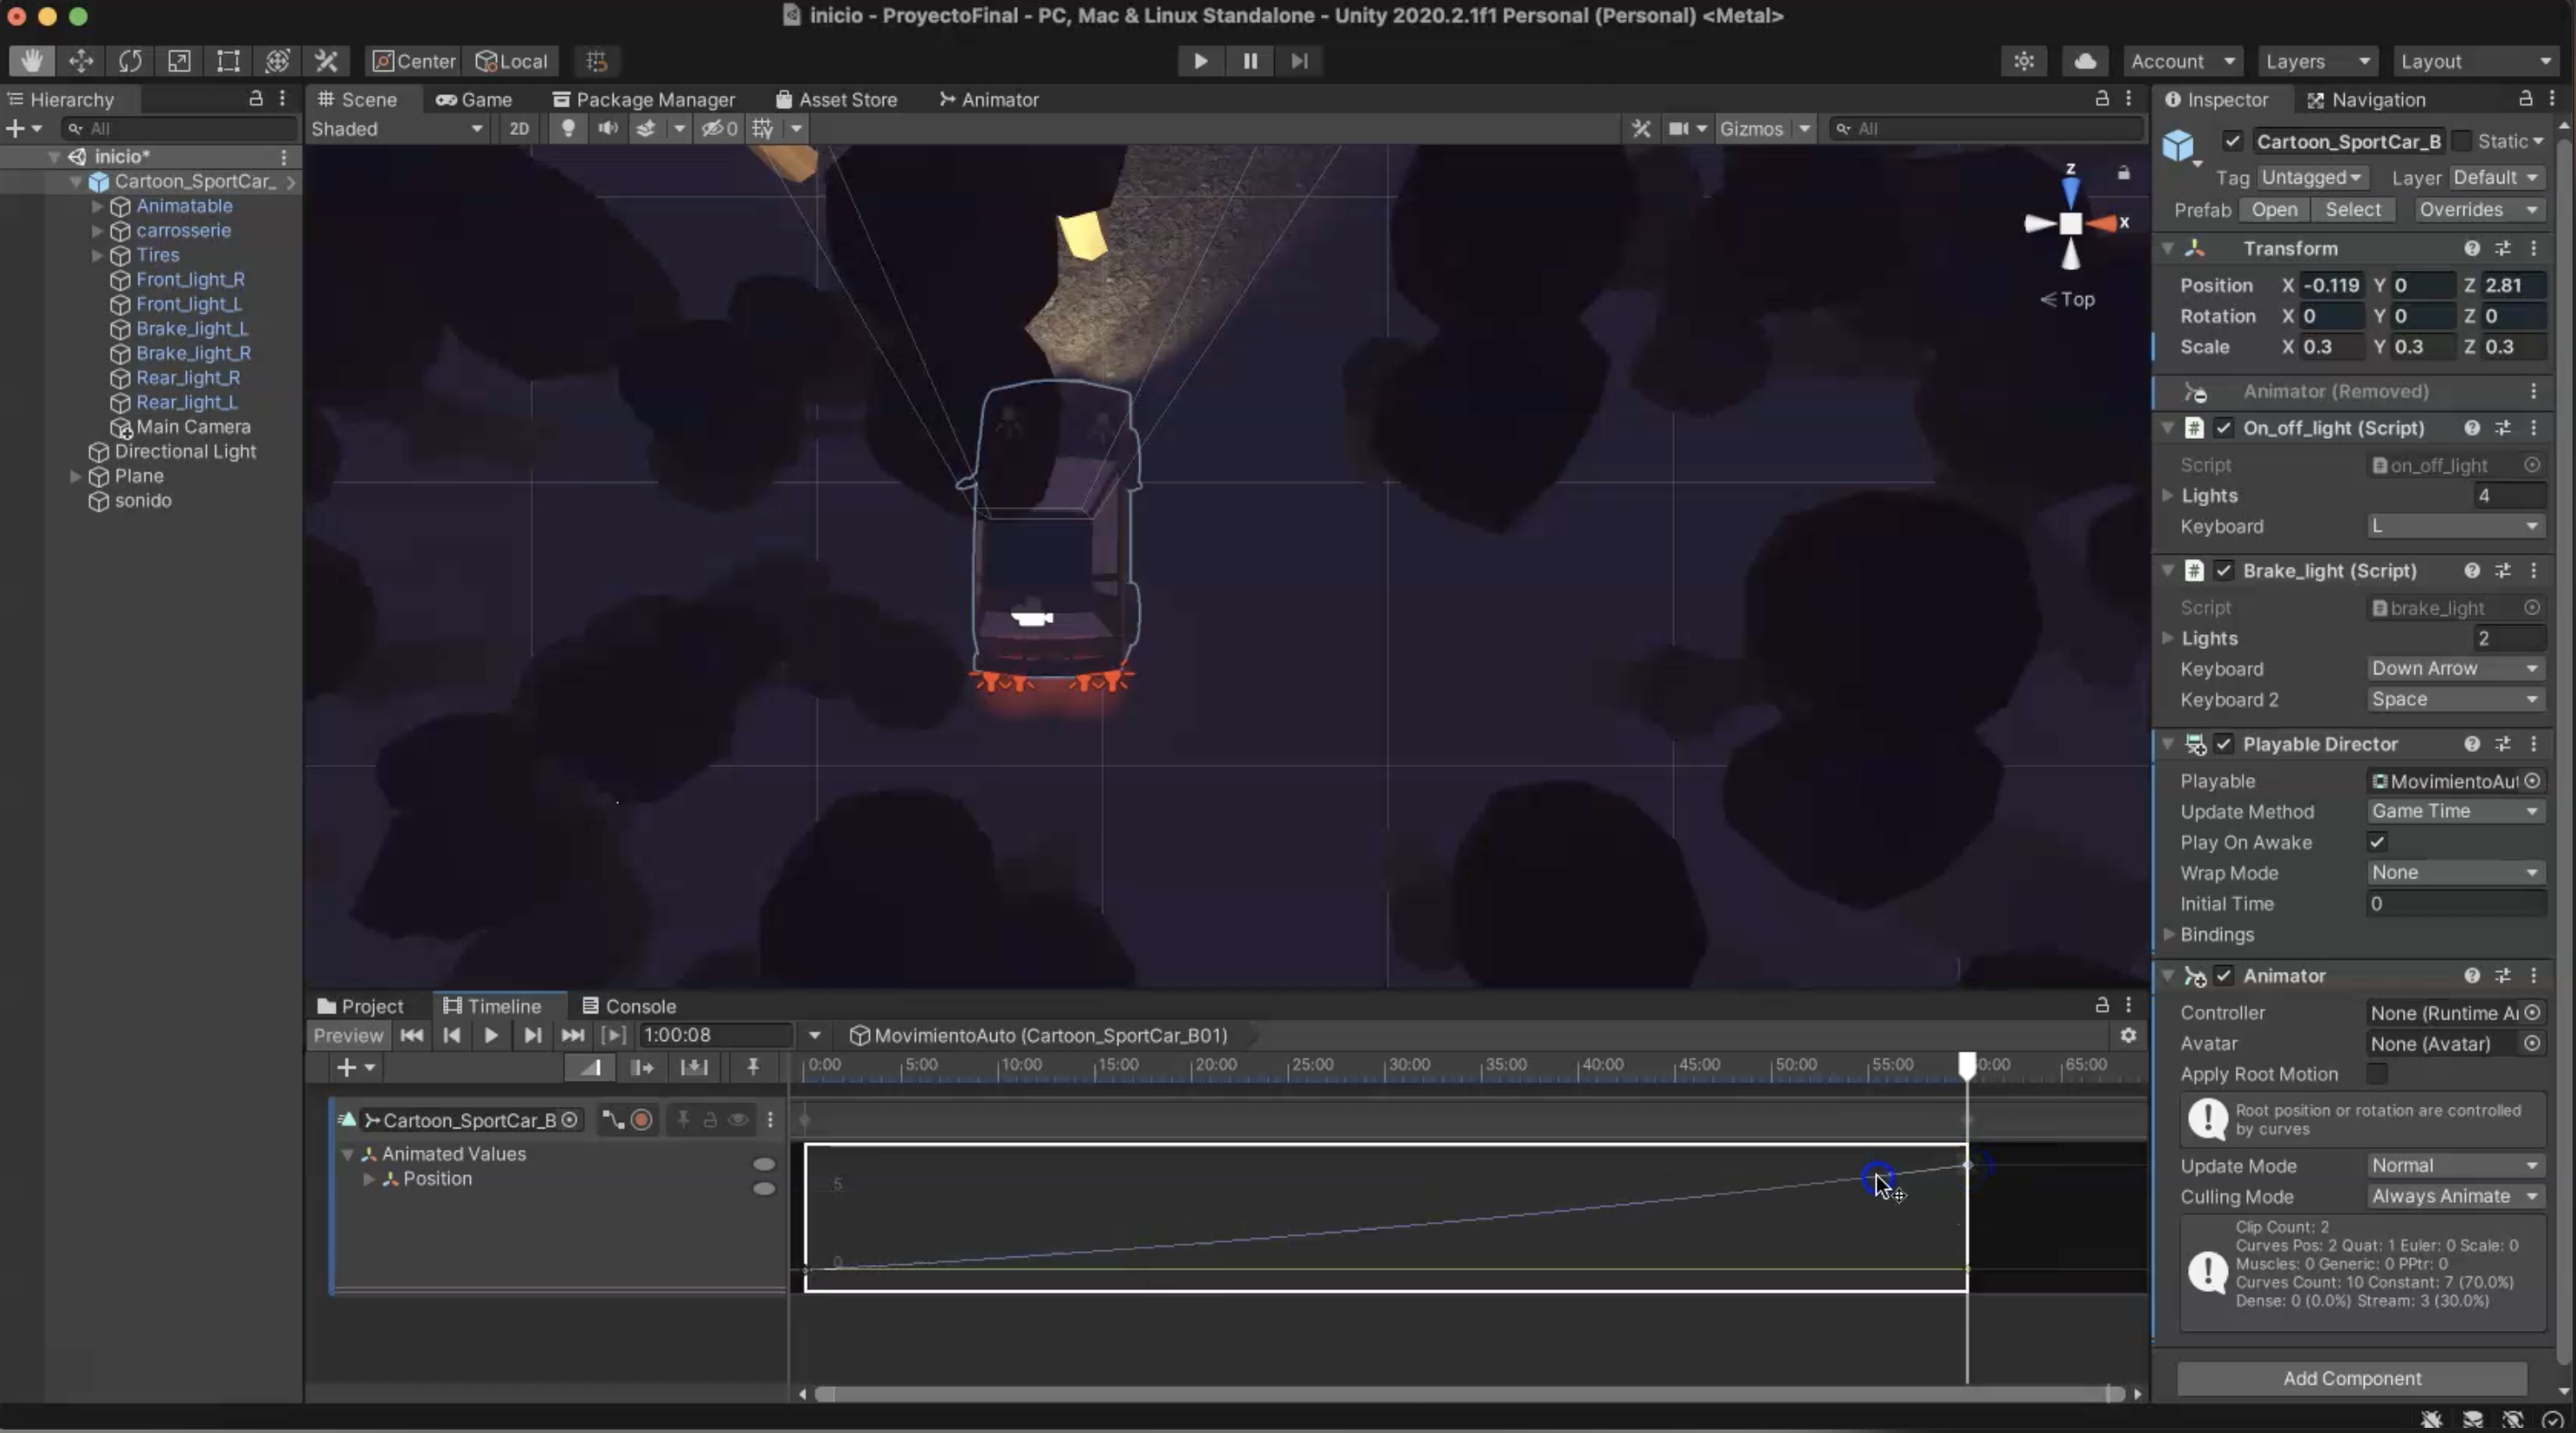 inicio - ProyectoFinal - PC, Mac & Linux Standalone - Unity 2020.2.1f1 Personal (Personal) <Metal>
Center Local Account Layers Layout
Hierarchy
All
inicio*
Cartoon_SportCar_
Animatable
carrosserie
Tires
Front_light_R
Front_light_L
Brake_light_L
Brake_light_R
Rear_light_R
Rear_light_L
Main Camera
Directional Light
Plane
sonido
Scene Game Package Manager Asset Store Animator
Shaded 2D 0 Gizmos All
z
x
Top
Project Timeline Console
Preview 1:00:08 MovimientoAuto (Cartoon_SportCar_B01)
0:00 5:00 10:00 15:00 20:00 25:00 30:00 35:00 40:00 45:00 50:00 55:00 0:00 65:00
Cartoon_SportCar_B
Animated Values
Position
5
0
Inspector Navigation
Cartoon_SportCar_B Static
Tag Untagged Layer Default
Prefab Open Select Overrides
Transform
Position X -0.119 Y 0 Z 2.81
Rotation X 0 Y 0 Z 0
Scale X 0.3 Y 0.3 Z 0.3
Animator (Removed)
# On_off_light (Script)
Script # on_off_light
Lights 4
Keyboard L
# Brake_light (Script)
Script # brake_light
Lights 2
Keyboard Down Arrow
Keyboard 2 Space
Playable Director
Playable MovimientoAut
Update Method Game Time
Play On Awake
Wrap Mode None
Initial Time 0
Bindings
Animator
Controller None (Runtime Ai
Avatar None (Avatar)
Apply Root Motion
Root position or rotation are controlled
by curves
Update Mode Normal
Culling Mode Always Animate
Clip Count: 2
Curves Pos: 2 Quat: 1 Euler: 0 Scale: 0
Muscles: 0 Generic: 0 PPtr: 0
Curves Count: 10 Constant: 7 (70.0%)
Dense: 0 (0.0%) Stream: 3 (30.0%)
Add Component